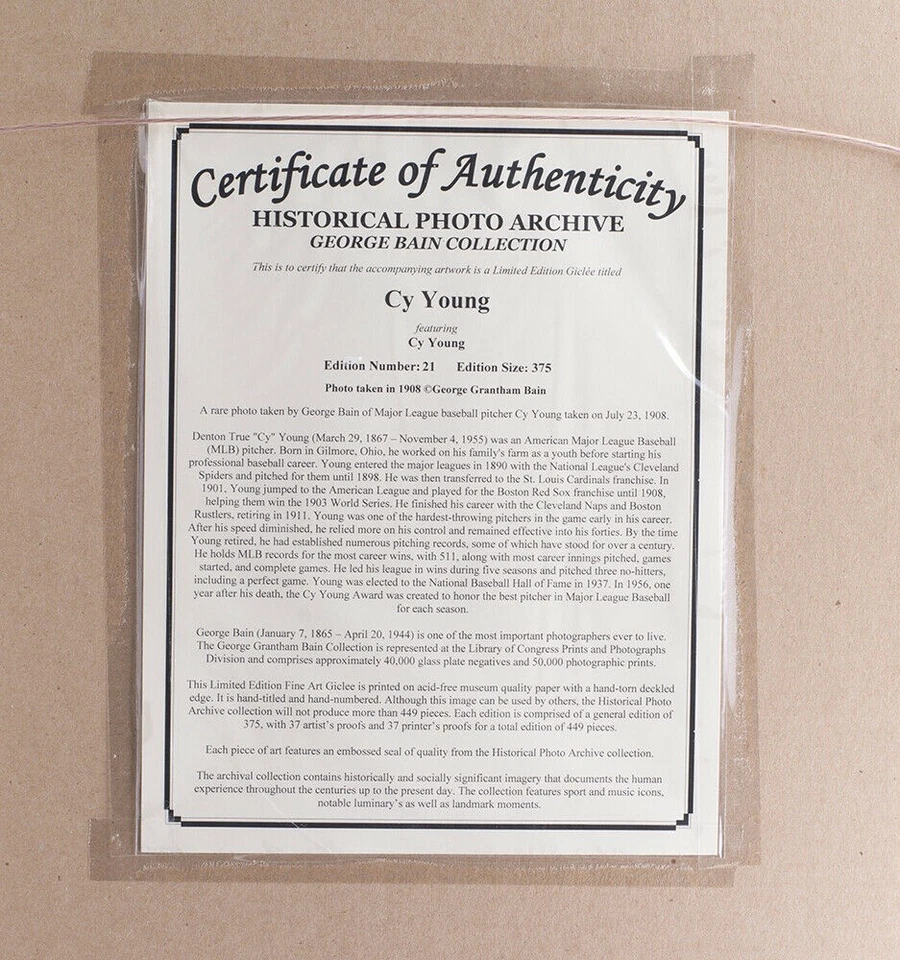 Certificate of Authenticity
HISTORICAL PHOTO ARCHIVE
GEORGE BAIN COLLECTION
This is to certify that the accompanying artwork is a Limited Edition Giclée titled
Cy Young
featuring
Cy Young
Edition Number: 21 Edition Size: 375
Photo taken in 1908 ©George Grantham Bain
A rare photo taken by George Bain of Major League baseball pitcher Cy Young taken on July 23, 1908.
Denton True "Cy" Young (March 29, 1867 – November 4, 1955) was an American Major League Baseball
(MLB) pitcher. Born in Gilmore, Ohio, he worked on his family's farm as a youth before starting his
professional baseball career. Young entered the major leagues in 1890 with the National League's Cleveland
Spiders and pitched for them until 1898. He was then transferred to the St. Louis Cardinals franchise. In
1901, Young jumped to the American League and played for the Boston Red Sox franchise until 1908,
helping them win the 1903 World Series. He finished his career with the Cleveland Naps and Boston
Rustlers, retiring in 1911. Young was one of the hardest-throwing pitchers in the game early in his career.
After his speed diminished, he relied more on his control and remained effective into his forties. By the time
Young retired, he had established numerous pitching records, some of which have stood for over a century.
He holds MLB records for the most career wins, with 511, along with most career innings pitched, games
started, and complete games. He led his league in wins during five seasons and pitched three no-hitters,
including a perfect game. Young was elected to the National Baseball Hall of Fame in 1937. In 1956, one
year after his death, the Cy Young Award was created to honor the best pitcher in Major League Baseball
for each season.
George Bain (January 7, 1865 – April 20, 1944) is one of the most important photographers ever to live.
The George Grantham Bain Collection is represented at the Library of Congress Prints and Photographs
Division and comprises approximately 40,000 glass plate negatives and 50,000 photographic prints.
This Limited Edition Fine Art Giclee is printed on acid-free museum quality paper with a hand-torn deckled
edge. It is hand-titled and hand-numbered. Although this image can be used by others, the Historical Photo
Archive collection will not produce more than 449 pieces. Each edition is comprised of a general edition of
375, with 37 artist's proofs and 37 printer's proofs for a total edition of 449 pieces.
Each piece of art features an embossed seal of quality from the Historical Photo Archive collection.
The archival collection contains historically and socially significant imagery that documents the human
experience throughout the centuries up to the present day. The collection features sport and music icons,
notable luminary's as well as landmark moments.